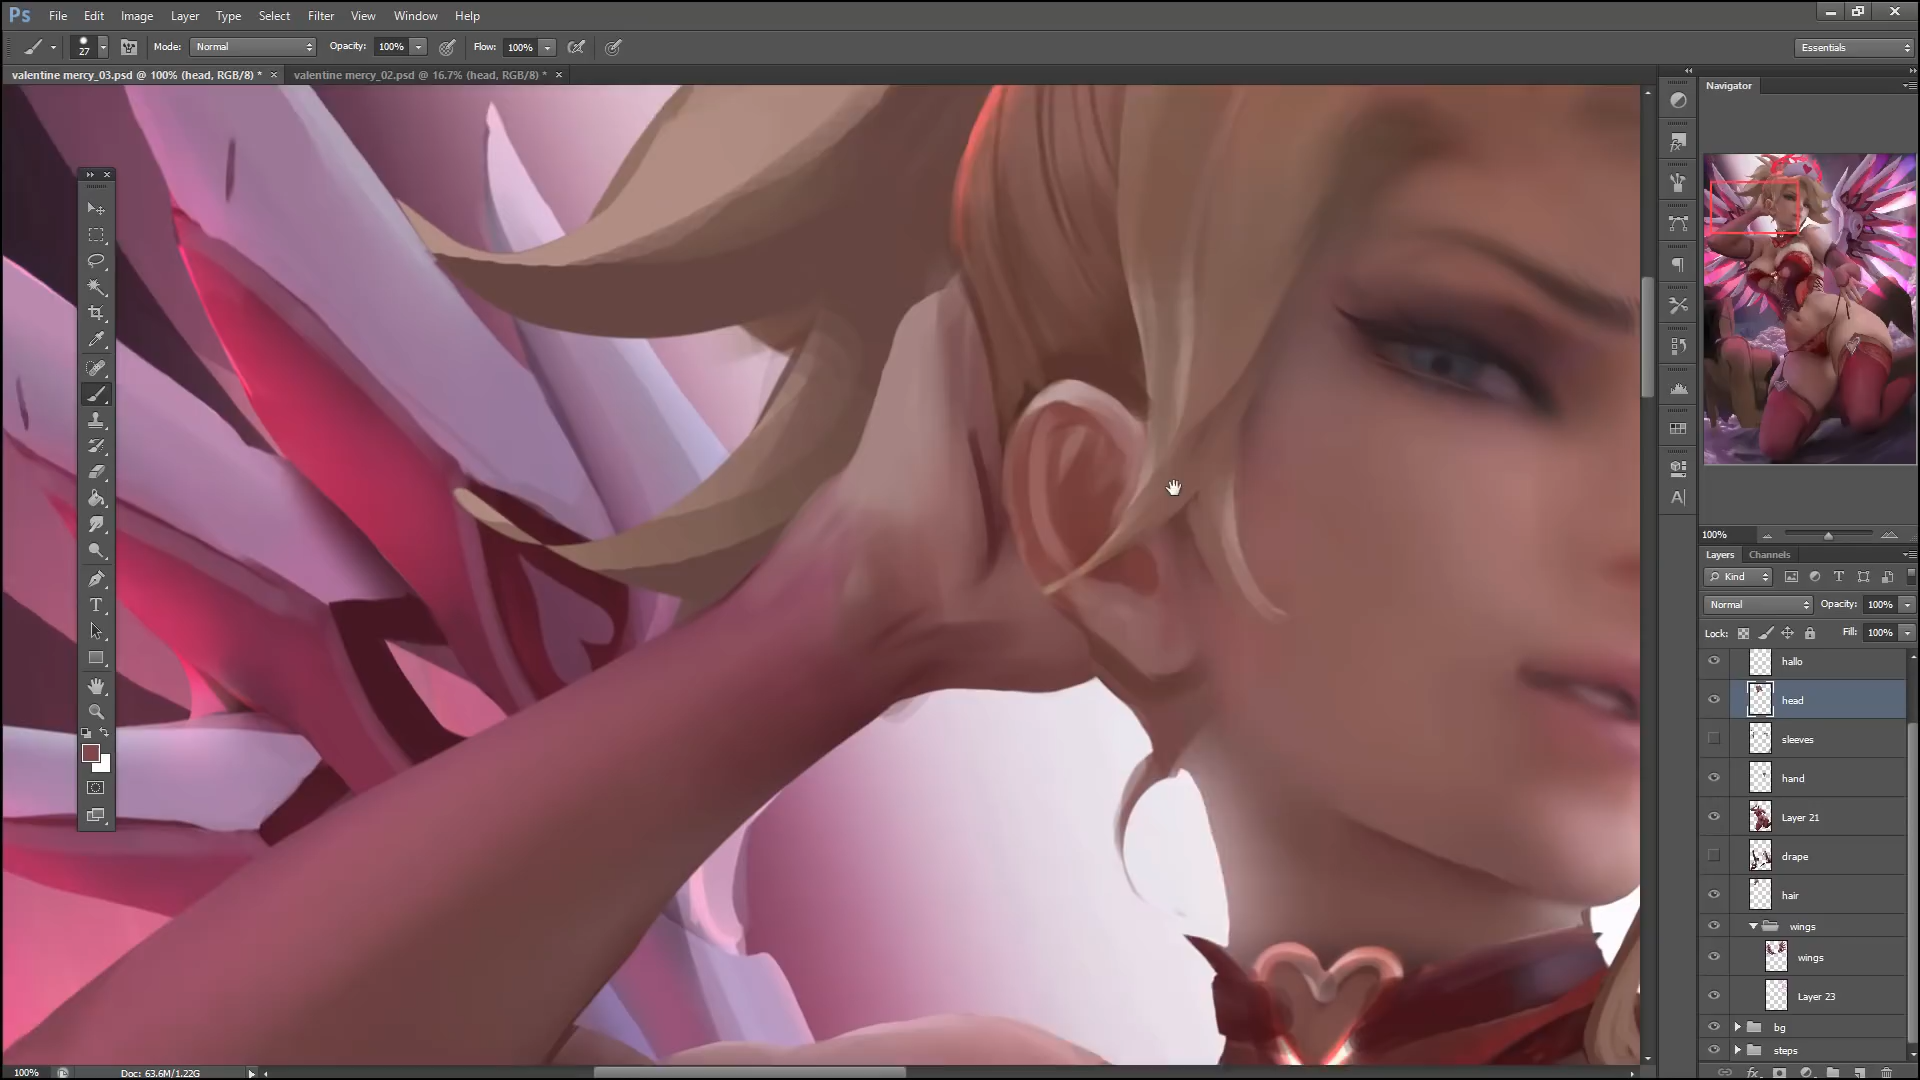 Ps File Edit Image Layer Type Select Filter View Window Help
27 Mode: Normal Opacity: 100% Flow: 100% Essentials
valentine mercy_03.psd @ 100% (head, RGB/8) * × valentine mercy_02.psd @ 16.7% (head, RGB/8) * ×
Navigator
100%
Layers Channels
Kind
Normal Opacity: 100%
Lock: Fill: 100%
hallo
head
sleeves
hand
Layer 21
drape
hair
wings
wings
Layer 23
bg
steps
100% Doc: 63.6M/1.22G